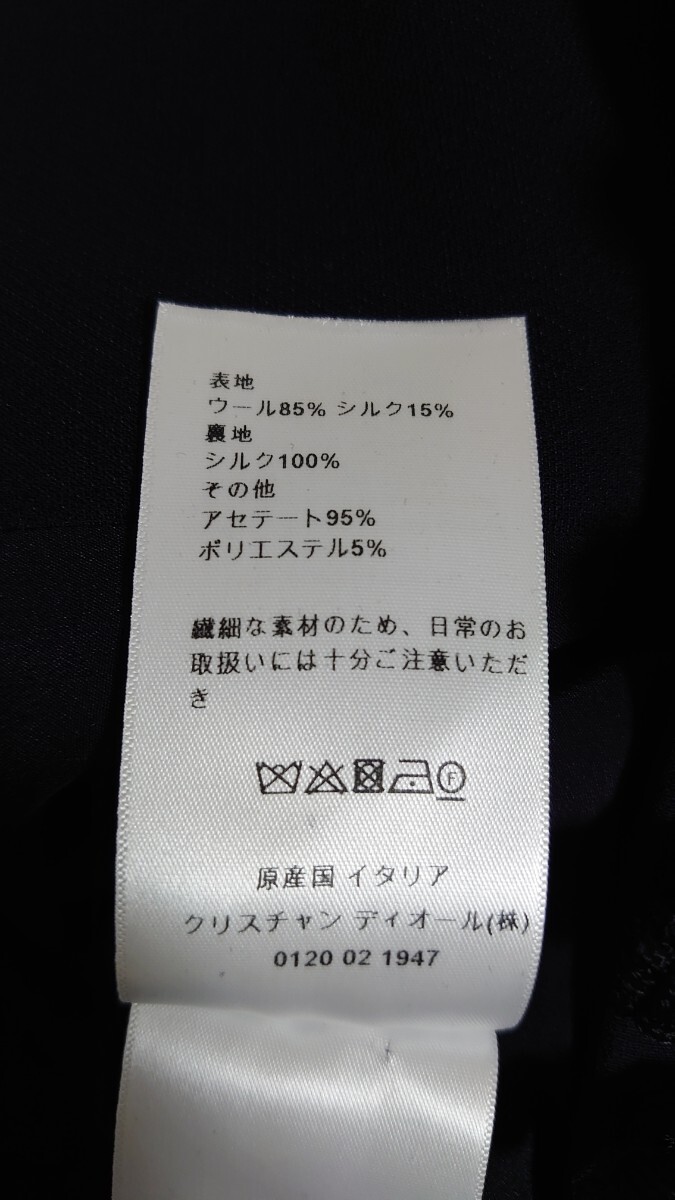 表地
ウール85% シルク15%
裏地
シルク100%
その他
アセテート95%
ポリエステル5%
繊細な素材のため、日常のお
取扱いには十分ご注意いただ
き
F
原産国 イタリア
クリスチャン ディオール(株)
0120 02 1947